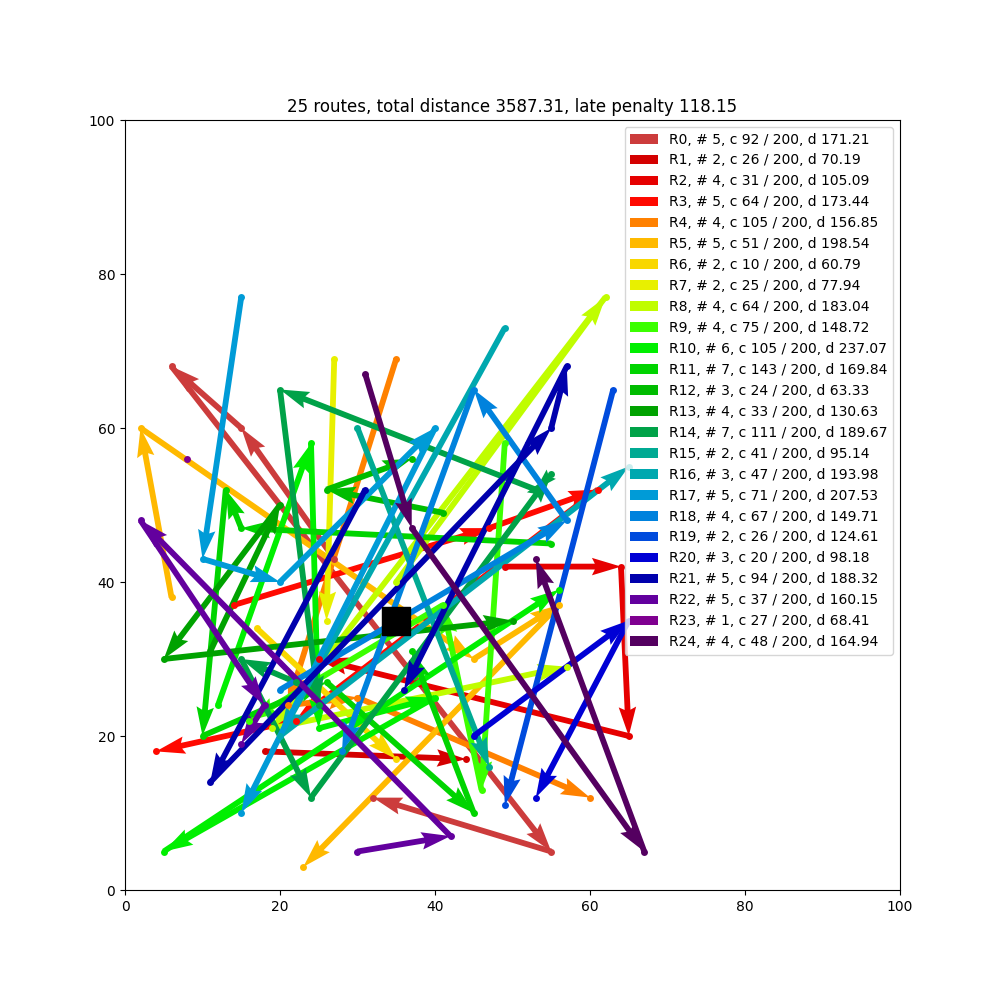 25 routes, total distance 3587.31, late penalty 118.15
100
80
60
40
20
0
0
20
40
60
80
100
R0, # 5, c 92 / 200, d 171.21
R1, # 2, c 26 / 200, d 70.19
R2, # 4, c 31 / 200, d 105.09
R3, # 5, c 64 / 200, d 173.44
R4, # 4, c 105 / 200, d 156.85
R5, # 5, c 51 / 200, d 198.54
R6, # 2, c 10 / 200, d 60.79
R7, # 2, c 25 / 200, d 77.94
R8, # 4, c 64 / 200, d 183.04
R9, # 4, c 75 / 200, d 148.72
R10, # 6, c 105 / 200, d 237.07
R11, # 7, c 143 / 200, d 169.84
R12, # 3, c 24 / 200, d 63.33
R13, # 4, c 33 / 200, d 130.63
R14, # 7, c 111 / 200, d 189.67
R15, # 2, c 41 / 200, d 95.14
R16, # 3, c 47 / 200, d 193.98
R17, # 5, c 71 / 200, d 207.53
R18, # 4, c 67 / 200, d 149.71
R19, # 2, c 26 / 200, d 124.61
R20, # 3, c 20 / 200, d 98.18
R21, # 5, c 94 / 200, d 188.32
R22, # 5, c 37 / 200, d 160.15
R23, # 1, c 27 / 200, d 68.41
R24, # 4, c 48 / 200, d 164.94